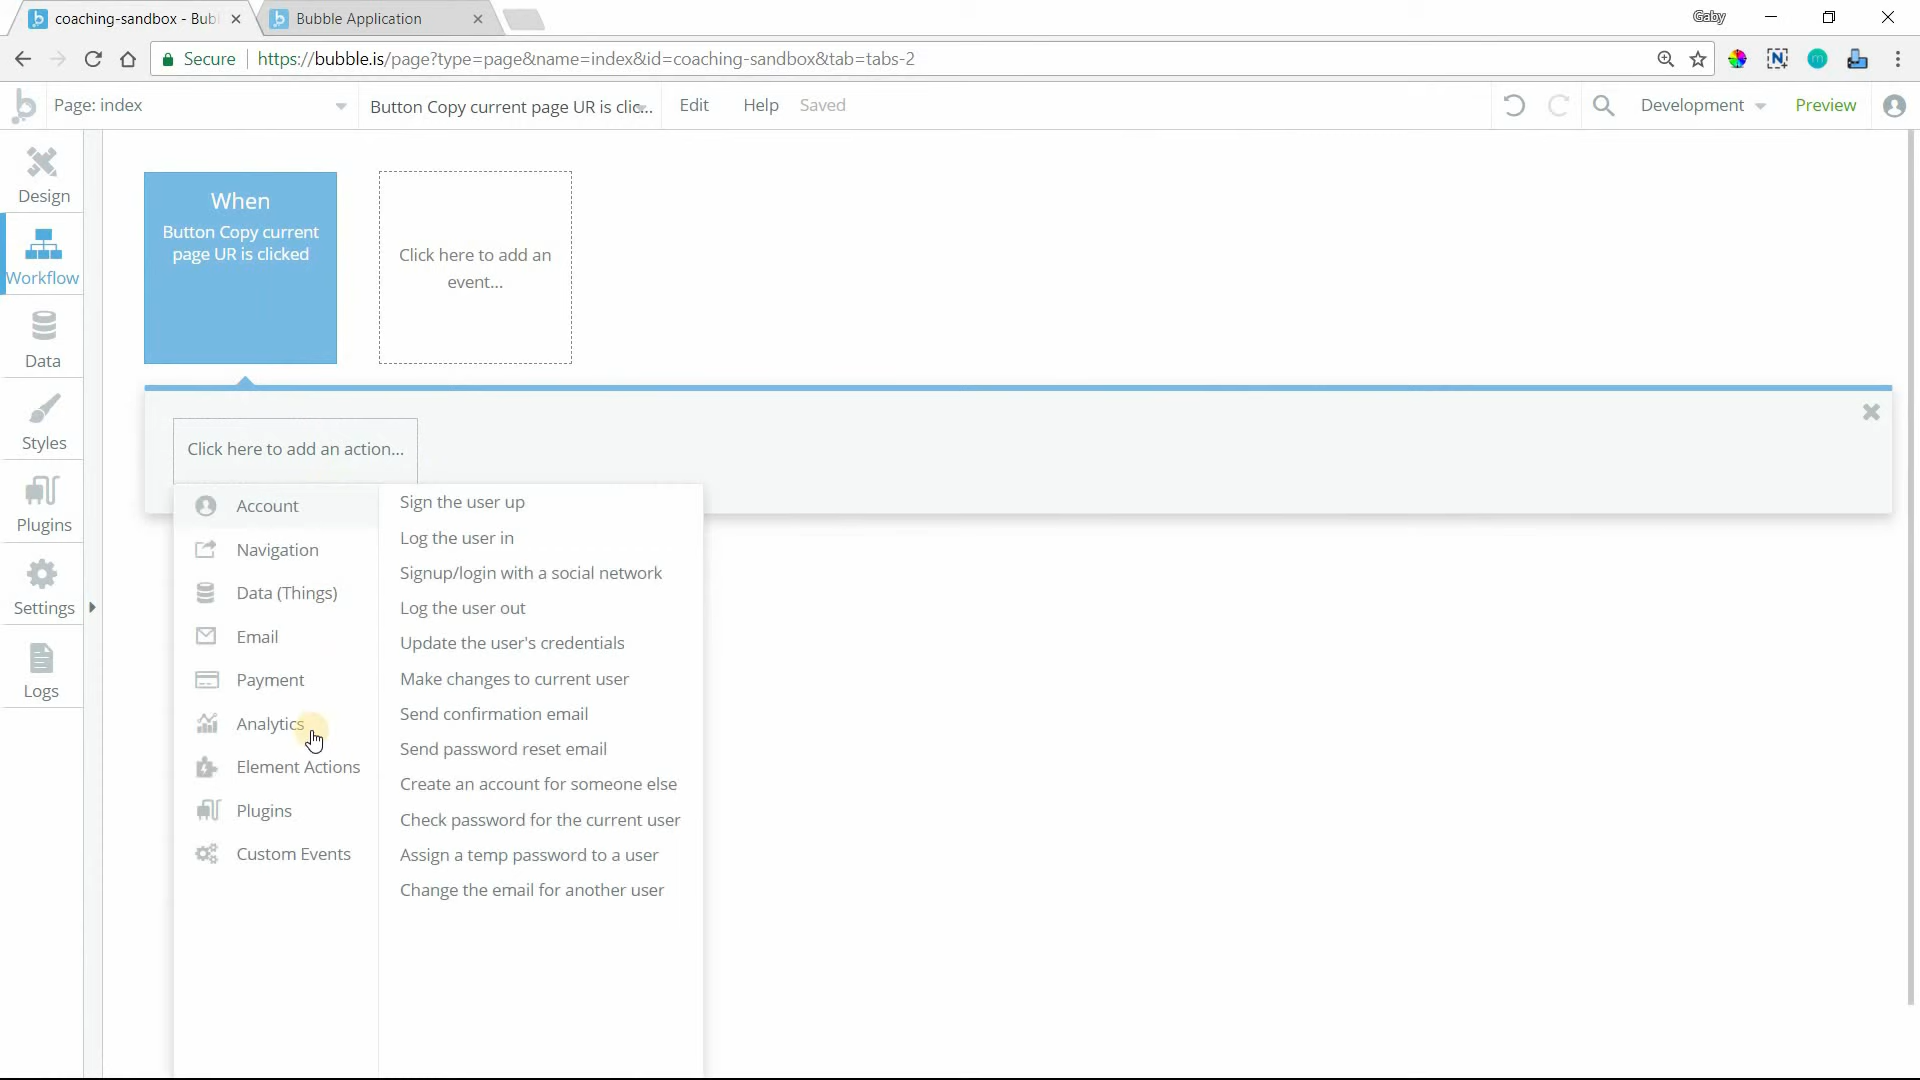 coaching-sandbox - Bub
Bubble Application
Gaby
Secure
https://bubble.is/page?type=page&name=index&id=coaching-sandbox&tab=tabs-2
Page: index
Button Copy current page UR is clic...
Edit
Help
Saved
Development
Preview
Design
Workflow
Data
Styles
Plugins
Settings
Logs
When
Button Copy current
page UR is clicked
Click here to add an
event...
Click here to add an action...
Account
Navigation
Data (Things)
Email
Payment
Analytics
Element Actions
Plugins
Custom Events
Sign the user up
Log the user in
Signup/login with a social network
Log the user out
Update the user's credentials
Make changes to current user
Send confirmation email
Send password reset email
Create an account for someone else
Check password for the current user
Assign a temp password to a user
Change the email for another user